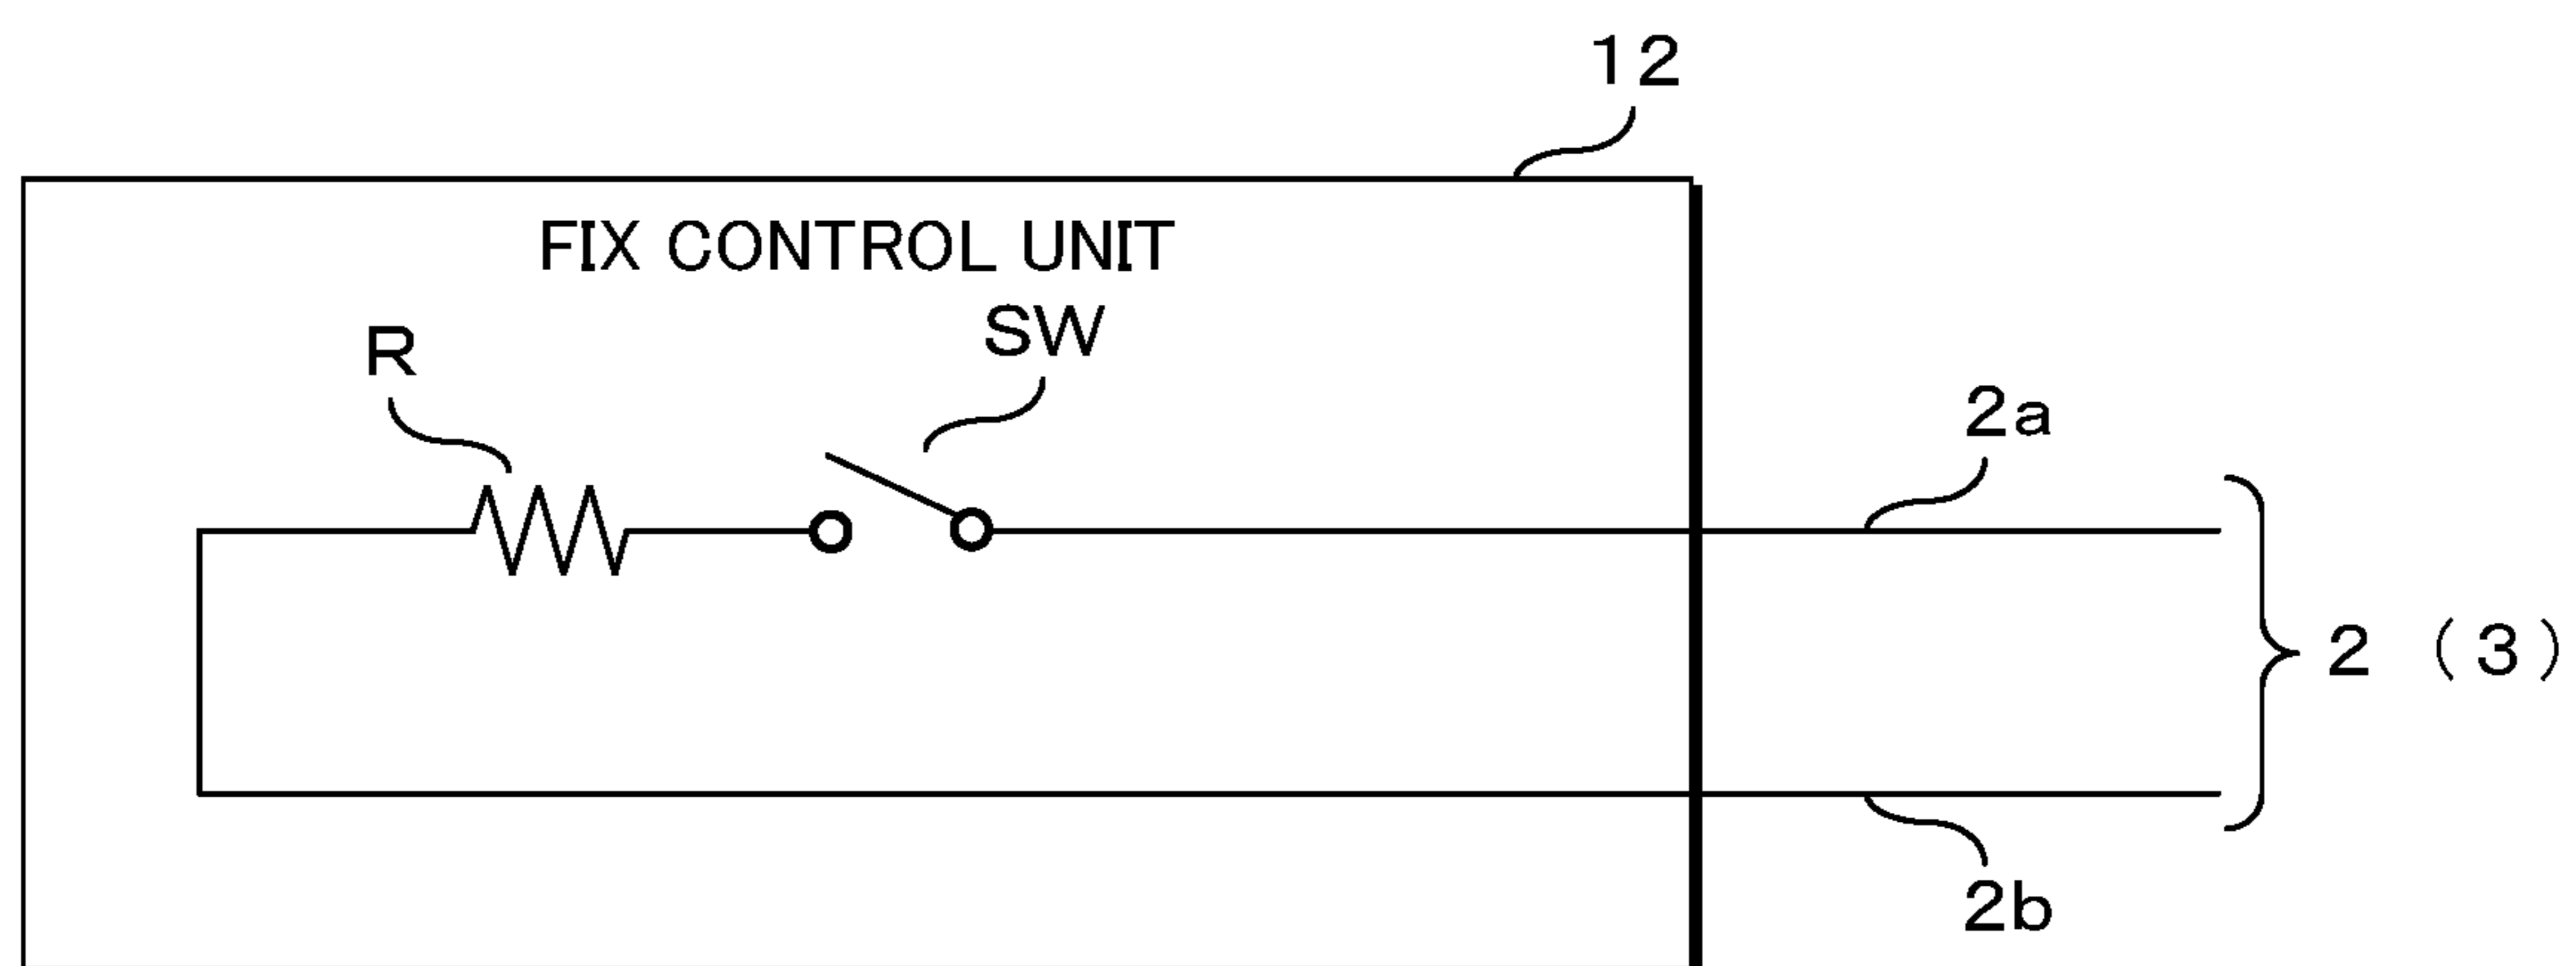 12
FIX CONTROL UNIT
SW
R
2a
2 (3)
2b